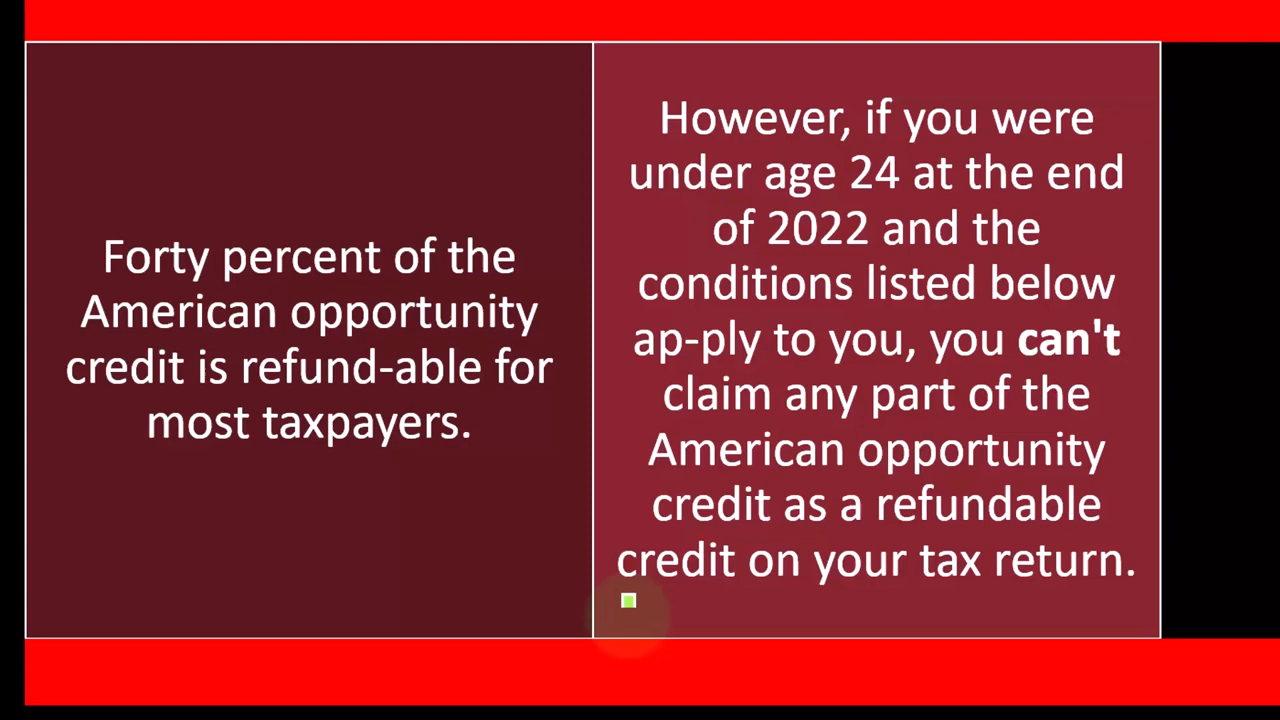 Forty percent of the
American opportunity
credit is refund-able for
most taxpayers.
However, if you were
under age 24 at the end
of 2022 and the
conditions listed below
ap-ply to you, you can't
claim any part of the
American opportunity
credit as a refundable
credit on your tax return.